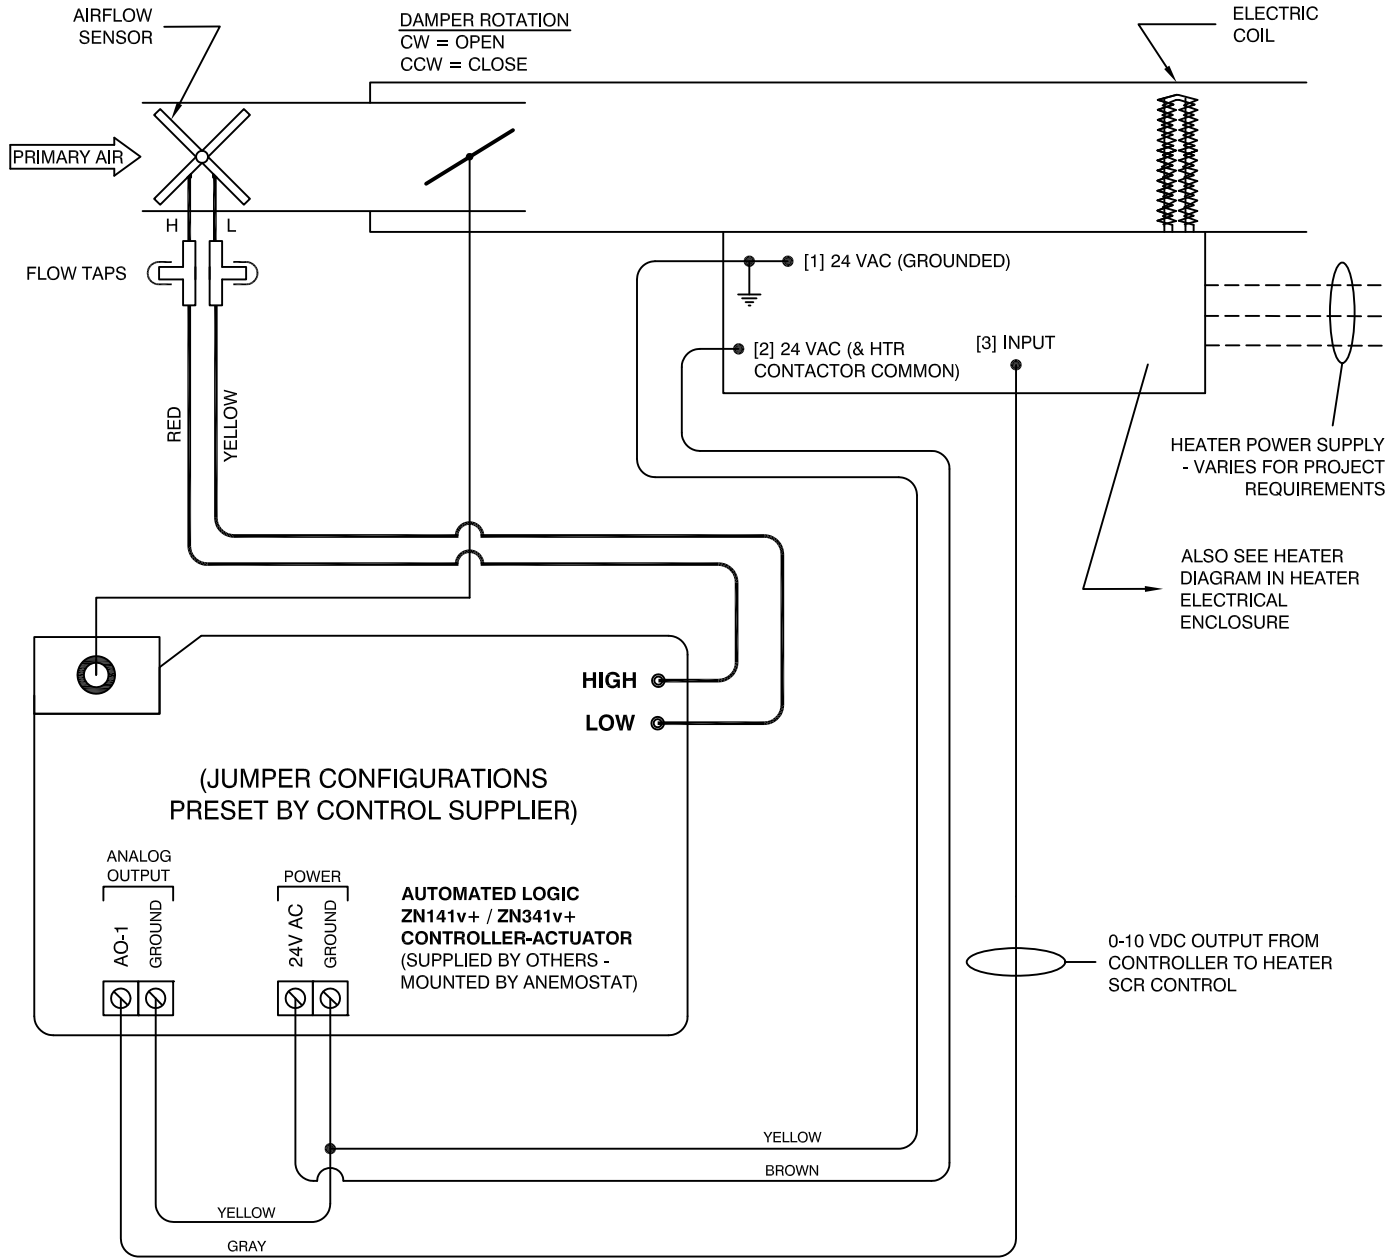 AIRFLOW
SENSOR
DAMPER ROTATION
CW = OPEN
CCW = CLOSE
ELECTRIC
COIL
PRIMARY AIR
H
L
FLOW TAPS
[1] 24 VAC (GROUNDED)
[2] 24 VAC (& HTR
CONTACTOR COMMON)
[3] INPUT
RED
YELLOW
HEATER POWER SUPPLY
- VARIES FOR PROJECT
REQUIREMENTS
ALSO SEE HEATER
DIAGRAM IN HEATER
ELECTRICAL
ENCLOSURE
HIGH
LOW
(JUMPER CONFIGURATIONS
PRESET BY CONTROL SUPPLIER)
ANALOG
OUTPUT
AO-1
GROUND
POWER
24V AC
GROUND
AUTOMATED LOGIC
ZN141v+ / ZN341v+
CONTROLLER-ACTUATOR
(SUPPLIED BY OTHERS -
MOUNTED BY ANEMOSTAT)
0-10 VDC OUTPUT FROM
CONTROLLER TO HEATER
SCR CONTROL
YELLOW
BROWN
YELLOW
GRAY